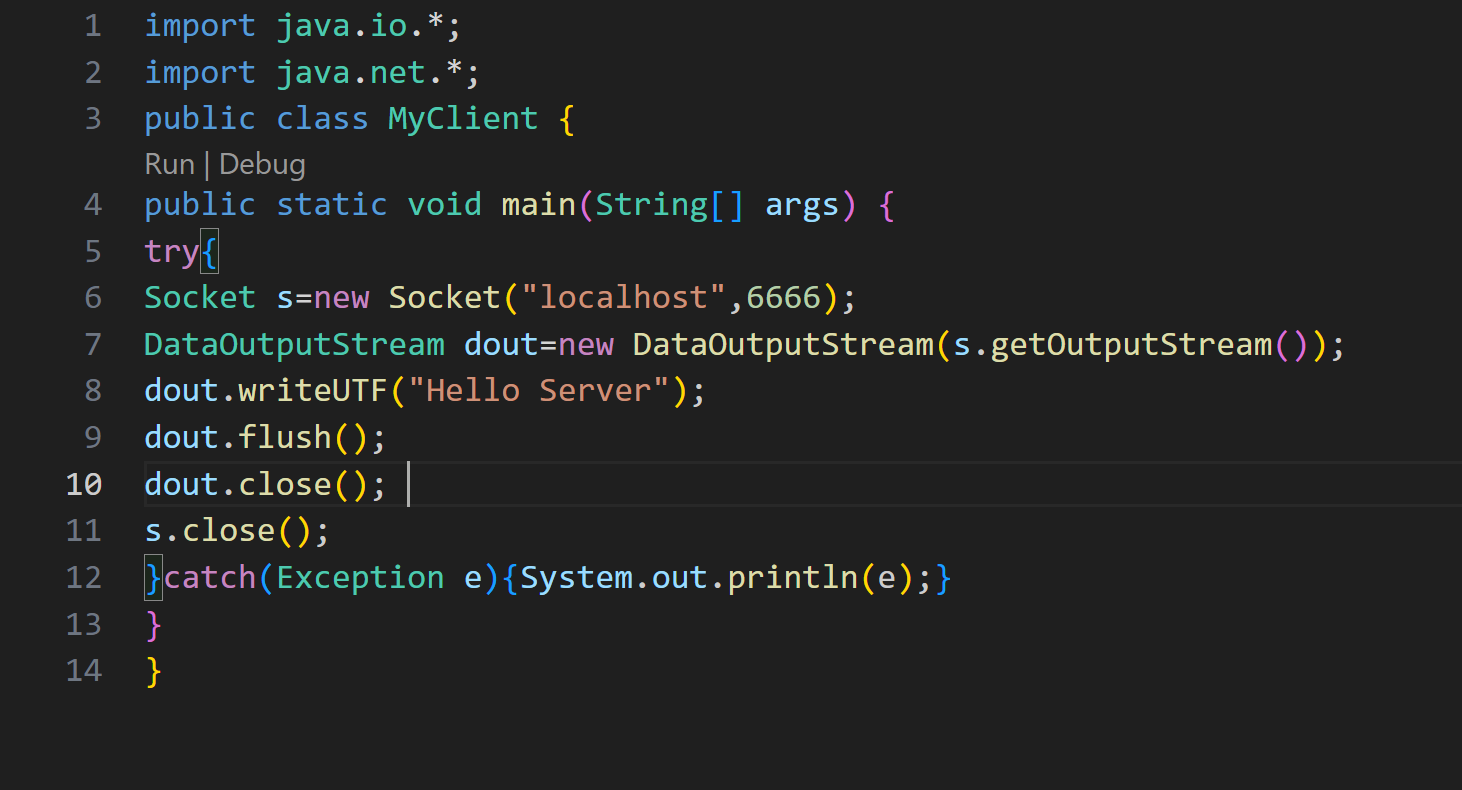 1 import java.io.*;
2 import java.net.*;
3 public class MyClient {
Run | Debug
4 public static void main(String[] args) {
5 try{
6 Socket s=new Socket("localhost",6666);
7 DataOutputStream dout=new DataOutputStream(s.getOutputStream());
8 dout.writeUTF("Hello Server");
9 dout.flush();
10 dout.close();
11 s.close();
12 }catch(Exception e){System.out.println(e);}
13 }
14 }